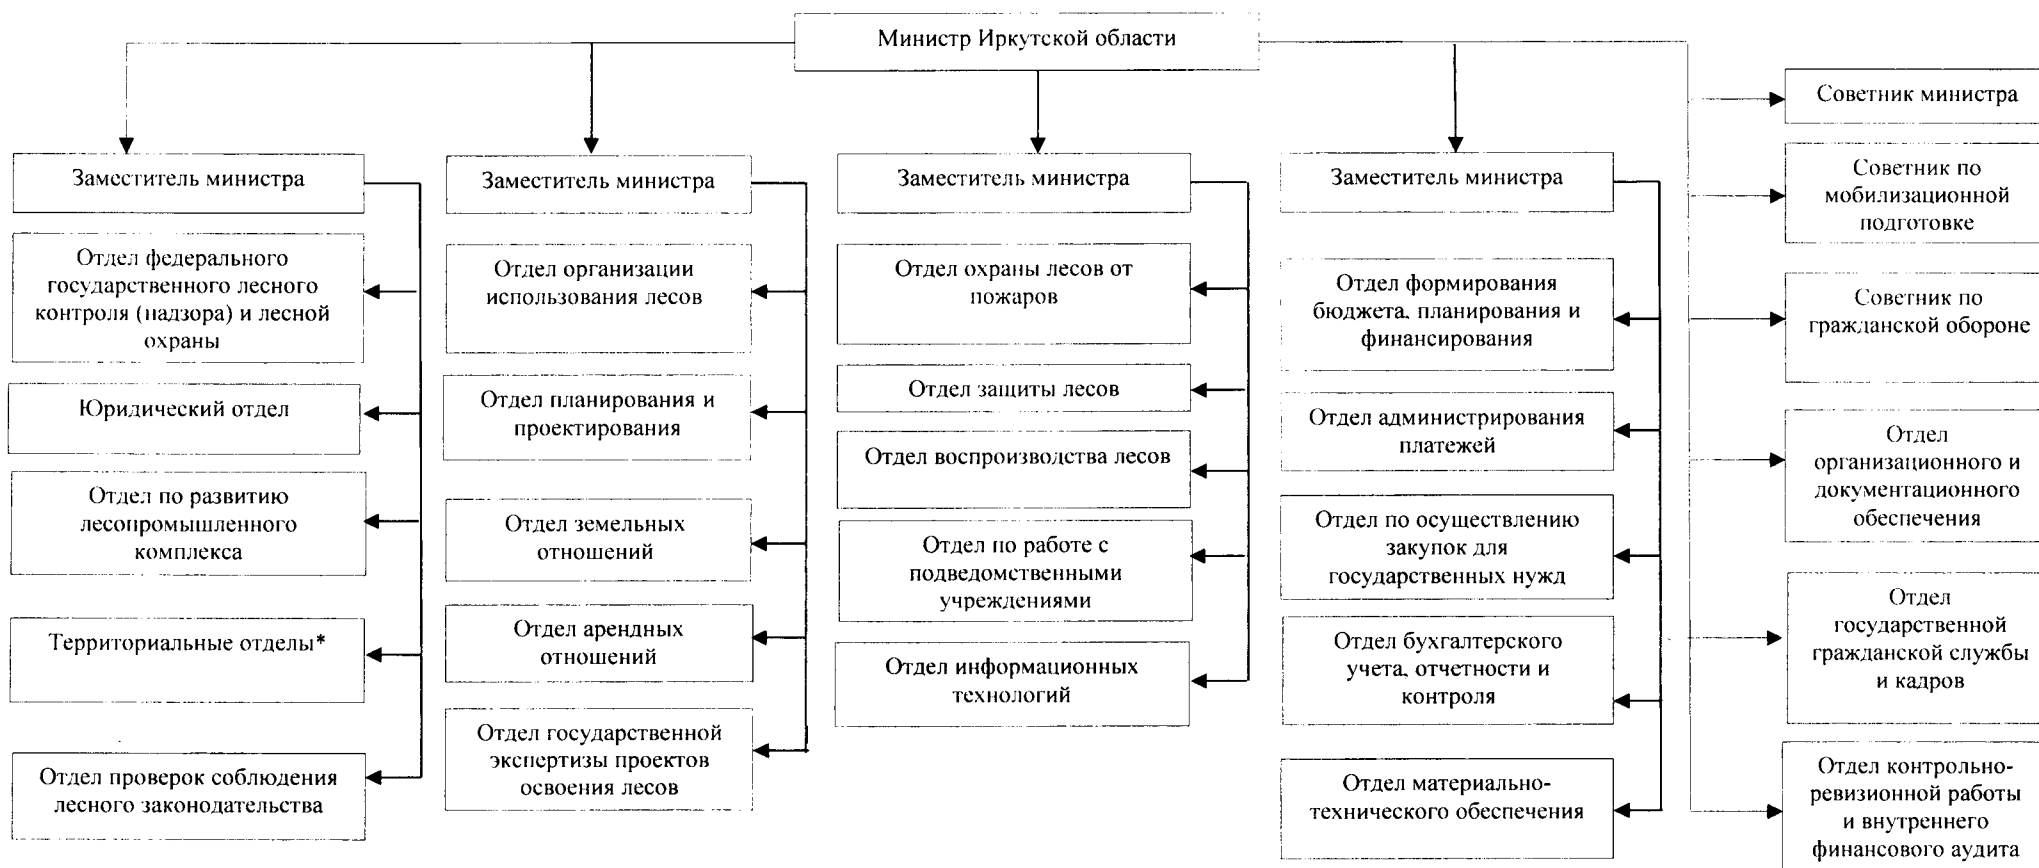 Министр Иркутской области
Заместитель министра
Отдел федерального
государственного лесного
контроля (надзора) и лесной
охраны
Юридический отдел
Отдел по развитию
лесопромышленного
комплекса
Территориальные отделы*
Отдел проверок соблюдения
лесного законодательства
Заместитель министра
Отдел организации
использования лесов
Отдел планирования и
проектирования
Отдел земельных
отношений
Отдел арендных
отношений
Отдел государственной
экспертизы проектов
освоения лесов
Заместитель министра
Отдел охраны лесов от
пожаров
Отдел защиты лесов
Отдел воспроизводства лесов
Отдел по работе с
подведомственными
учреждениями
Отдел информационных
технологий
Заместитель министра
Отдел формирования
бюджета, планирования и
финансирования
Отдел администрирования
платежей
Отдел по осуществлению
закупок для
государственных нужд
Отдел бухгалтерского
учета, отчетности и
контроля
Отдел материально-
технического обеспечения
Советник министра
Советник по
мобилизационной
подготовке
Советник по
гражданской обороне
Отдел
организационного и
документационного
обеспечения
Отдел
государственной
гражданской службы
и кадров
Отдел контрольно-
ревизионной работы
и внутреннего
финансового аудита